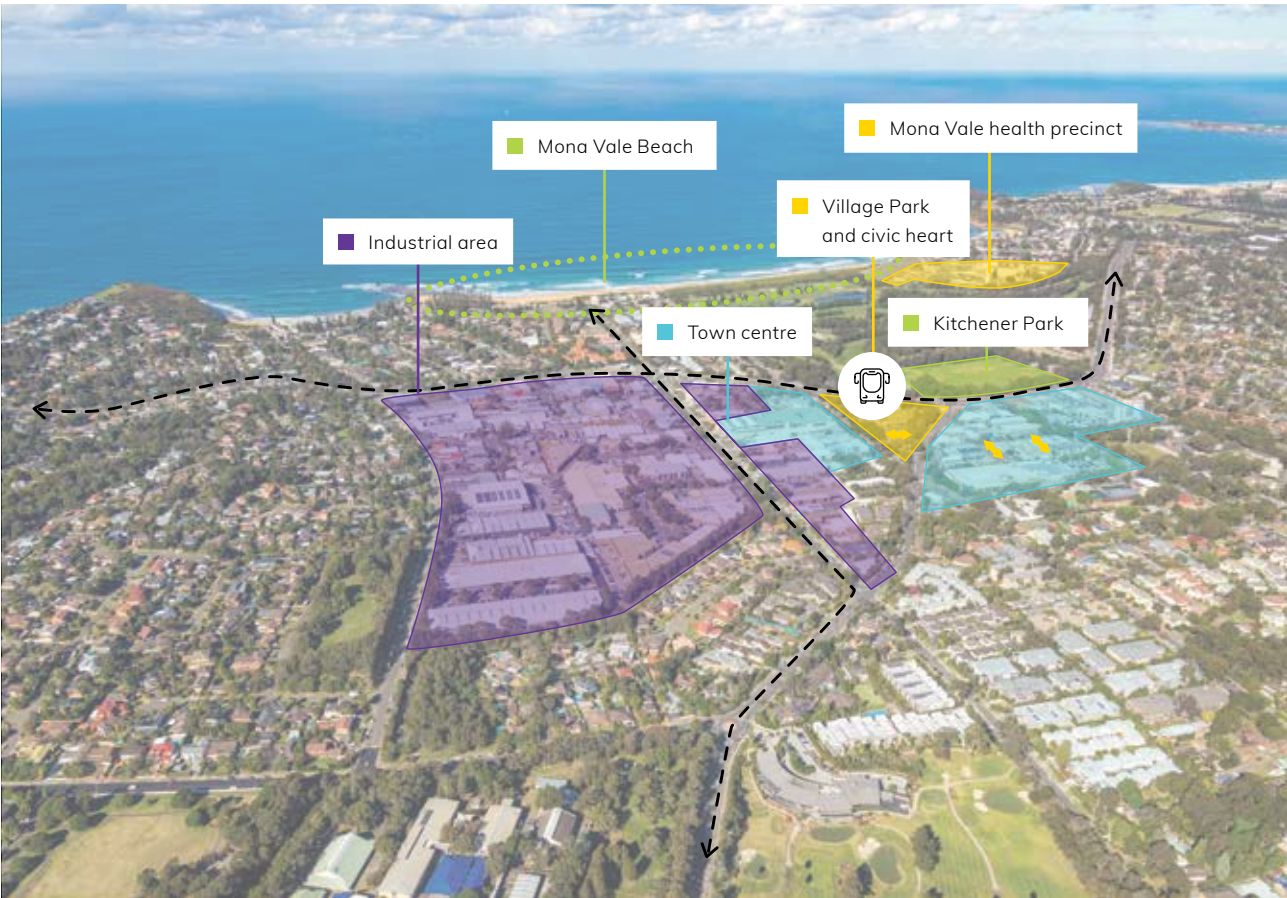 Mona Vale health precinct
Mona Vale Beach
Village Park
and civic heart
Industrial area
Kitchener Park
Town centre